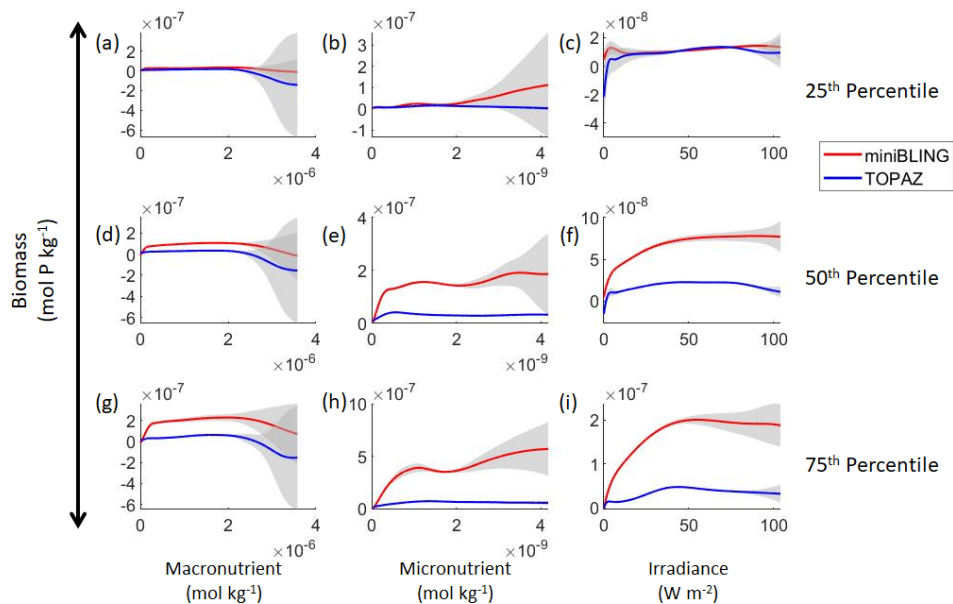 ×10⁻⁷ ×10⁻⁷ ×10⁻⁸
(a) (b) (c)
2 0 -2 -4 -6
3 2 1 0 -1
2 0 -2 -4
0 2 4
0 2 4
0 50 100
×10⁻⁶ ×10⁻⁹
25th Percentile
miniBLING
TOPAZ
×10⁻⁷ ×10⁻⁷ ×10⁻⁸
(d) (e) (f)
2 0 -2 -4 -6
4 2 0
10 5 0
0 2 4
0 2 4
0 50 100
×10⁻⁶ ×10⁻⁹
Biomass
(mol P kg⁻¹)
50th Percentile
×10⁻⁷ ×10⁻⁷ ×10⁻⁷
(g) (h) (i)
2 0 -2 -4 -6
10 5 0
2 1 0
0 2 4
0 2 4
0 50 100
×10⁻⁶ ×10⁻⁹
75th Percentile
Macronutrient
(mol kg⁻¹)
Micronutrient
(mol kg⁻¹)
Irradiance
(W m⁻²)